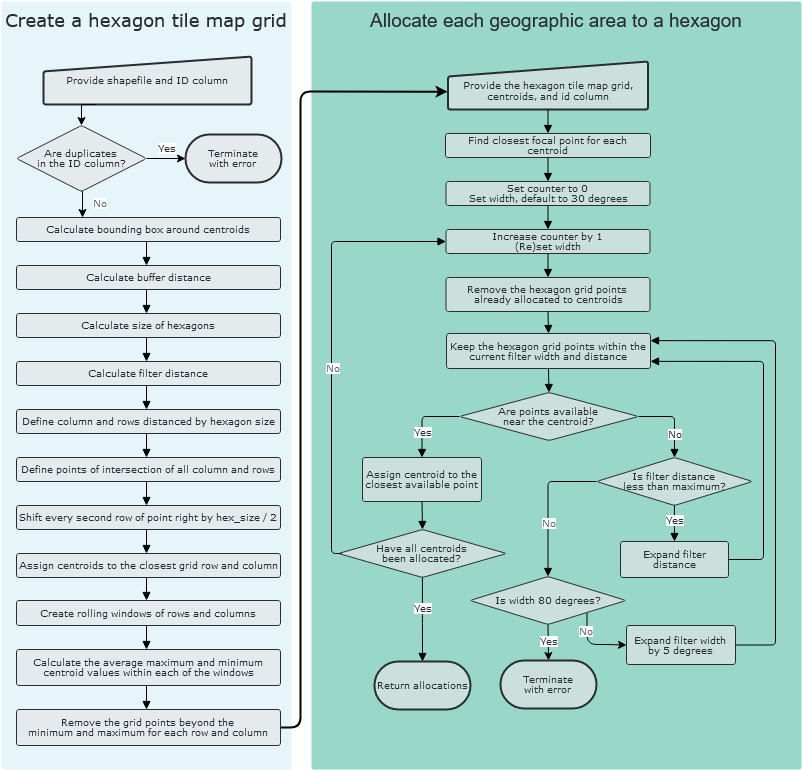 Create a hexagon tile map grid
Provide shapefile and ID column
Are duplicates
in the ID column?
Yes
Terminate
with error
No
Calculate bounding box around centroids
Calculate buffer distance
Calculate size of hexagons
Calculate filter distance
Define column and rows distanced by hexagon size
Define points of intersection of all column and rows
Shift every second row of point right by hex_size / 2
Assign centroids to the closest grid row and column
Create rolling windows of rows and columns
Calculate the average maximum and minimum
centroid values within each of the windows
Remove the grid points beyond the
minimum and maximum for each row and column
Allocate each geographic area to a hexagon
Provide the hexagon tile map grid,
centroids, and id column
Find closest focal point for each
centroid
Set counter to 0
Set width, default to 30 degrees
Increase counter by 1
(Re)set width
Remove the hexagon grid points
already allocated to centroids
Keep the hexagon grid points within the
current filter width and distance
Are points available
near the centroid?
Yes
No
Assign centroid to the
closest available point
Is filter distance
less than maximum?
No
Yes
Expand filter
distance
Have all centroids
been allocated?
No
Yes
Is width 80 degrees?
No
Yes
Expand filter width
by 5 degrees
Return allocations
Terminate
with error